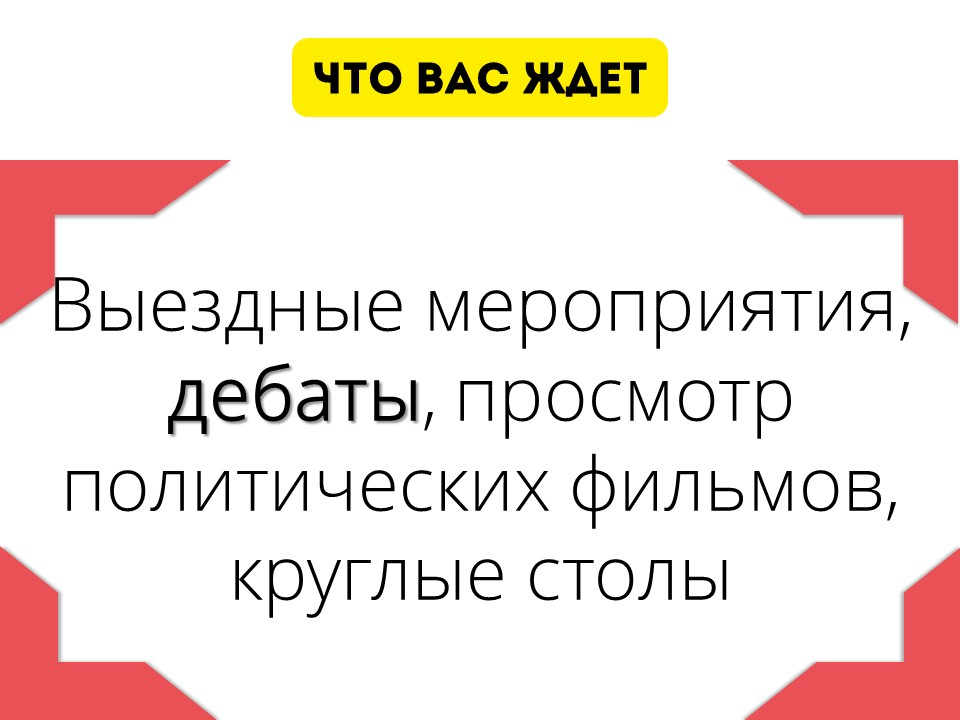 ЧТО ВАС ЖДЕТ
Выездные мероприятия,
дебаты, просмотр
политических фильмов,
круглые столы